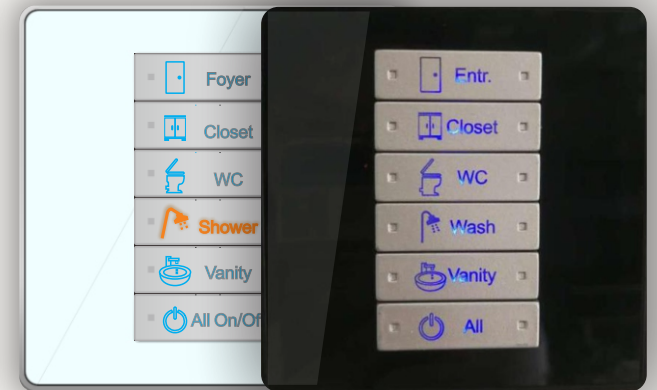 Foyer
Closet
WC
Shower
Vanity
All On/Of
Entr.
Closet
WC
Wash
Vanity
All